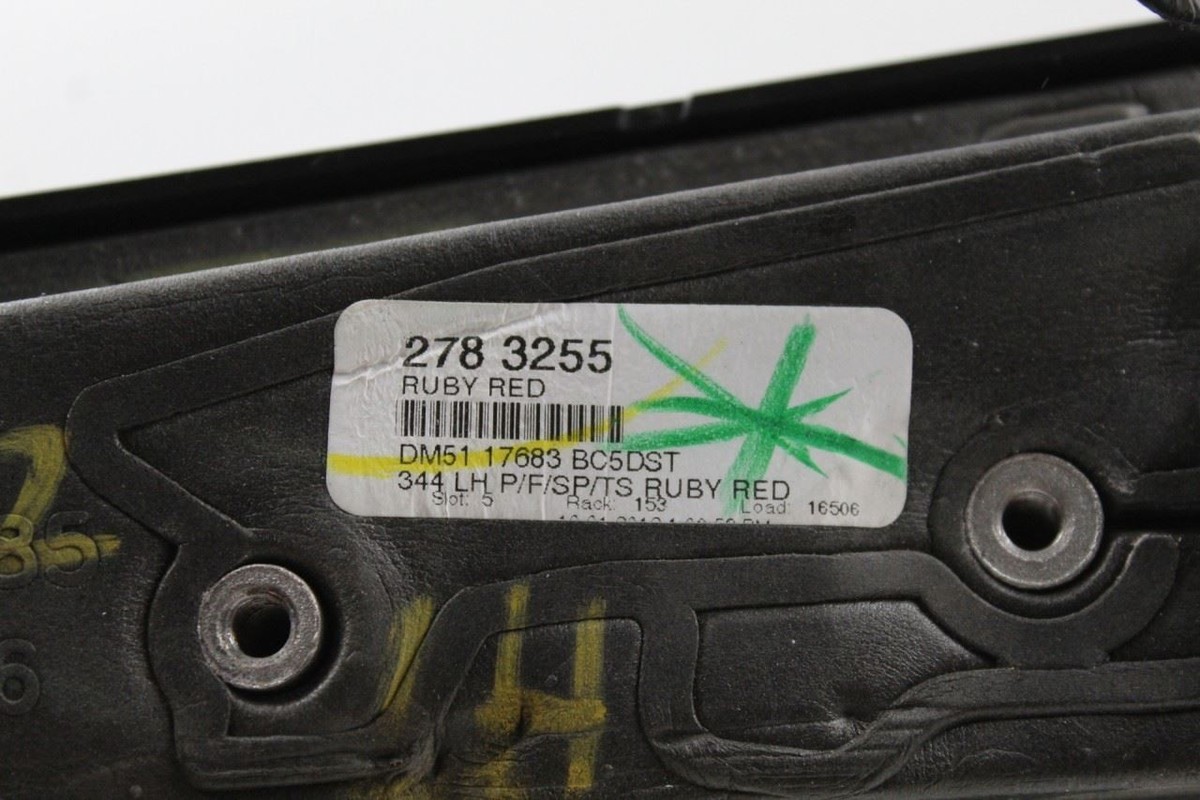 278 3255
RUBY RED
DM51 17683 BC5DST
344 LH P/F/SP/TS RUBY RED
Slot: 5 Rack: 153 Load: 16506
6
H